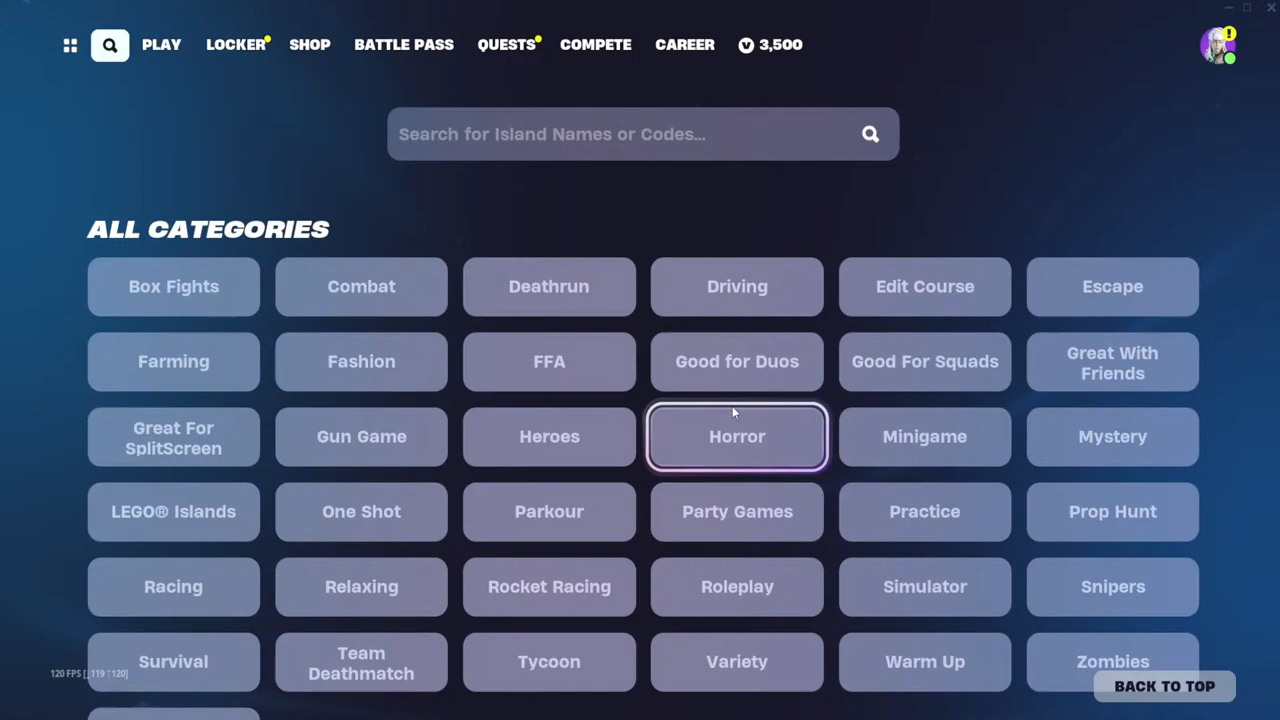 PLAY LOCKER SHOP BATTLE PASS QUESTS COMPETE CAREER V 3,500
Search for Island Names or Codes...
ALL CATEGORIES
Box Fights Combat Deathrun Driving Edit Course Escape
Farming Fashion FFA Good for Duos Good For Squads Great With
Friends
Great For
SplitScreen Gun Game Heroes Horror Minigame Mystery
LEGO® Islands One Shot Parkour Party Games Practice Prop Hunt
Racing Relaxing Rocket Racing Roleplay Simulator Snipers
Survival Team
Deathmatch Tycoon Variety Warm Up Zombies
120 FPS [↓119 ↑120]
BACK TO TOP